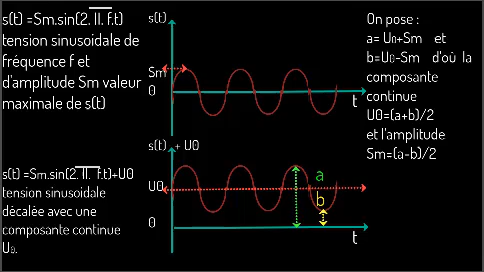 s(t) =Sm.sin(2. II. f.t)
tension sinusoidale de
fréquence f et
d'amplitude Sm valeur
maximale de s(t)
s(t)
Sm
0
t
On pose :
a= U0+Sm et
b=U0-Sm d'où la
composante
continue
U0=(a+b)/2
et l'amplitude
Sm=(a-b)/2
s(t) =Sm.sin(2. II. f.t)+U0
tension sinusoidale
décalée avec une
composante continue
U0.
s(t) + U0
U0
0
a
b
t